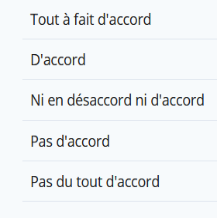 Tout à fait d'accord
D'accord
Ni en désaccord ni d'accord
Pas d'accord
Pas du tout d'accord